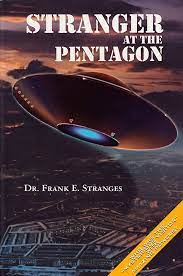 STRANGER
AT THE
PENTAGON
DR. FRANK E. STRANGES